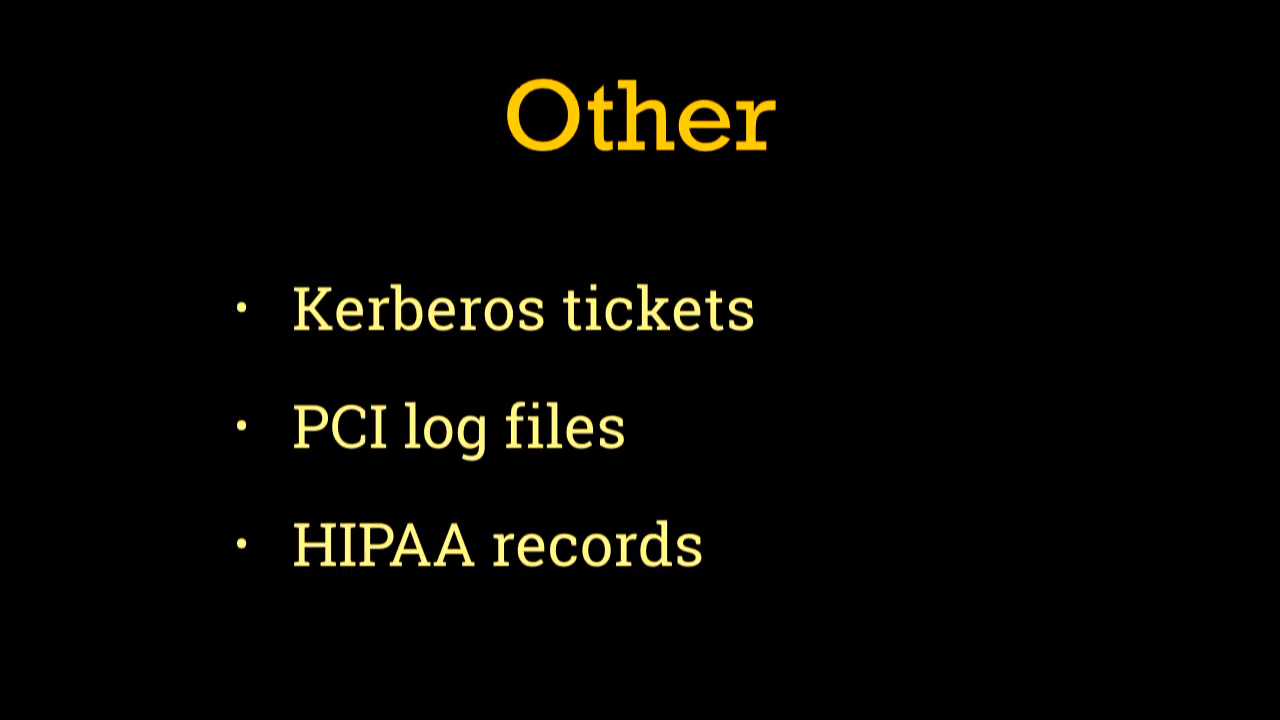 Other
· Kerberos tickets
· PCI log files
· HIPAA records